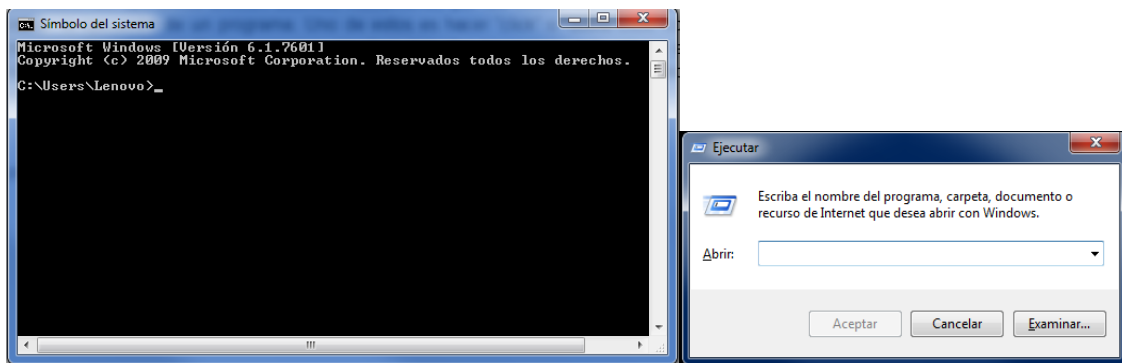 Símbolo del sistema
Microsoft Windows [Versión 6.1.7601]
Copyright (c) 2009 Microsoft Corporation. Reservados todos los derechos.
C:\Users\Lenovo>_
Ejecutar
Escriba el nombre del programa, carpeta, documento o
recurso de Internet que desea abrir con Windows.
Abrir:
Aceptar Cancelar Examinar...